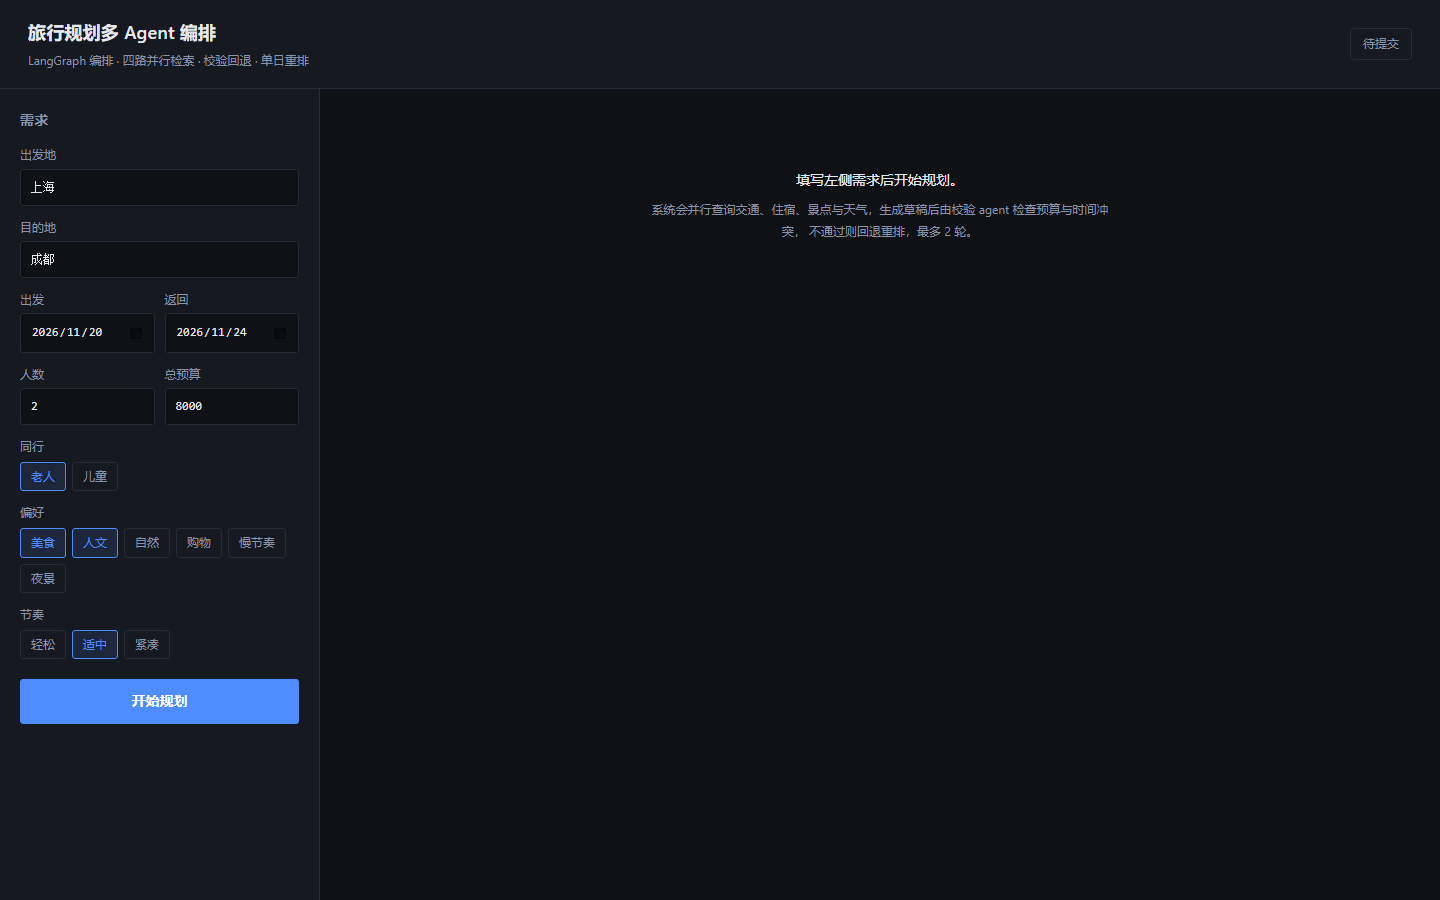 旅行规划多 Agent 编排
LangGraph 编排 · 四路并行检索 · 校验回退 · 单日重排
待提交
需求
出发地
上海
目的地
成都
出发 返回
2026/11/20 2026/11/24
人数 总预算
2 8000
同行
老人 儿童
偏好
美食 人文 自然 购物 慢节奏
夜景
节奏
轻松 适中 紧凑
开始规划
填写左侧需求后开始规划。
系统会并行查询交通、住宿、景点与天气，生成草稿后由校验 agent 检查预算与时间冲
突， 不通过则回退重排，最多 2 轮。